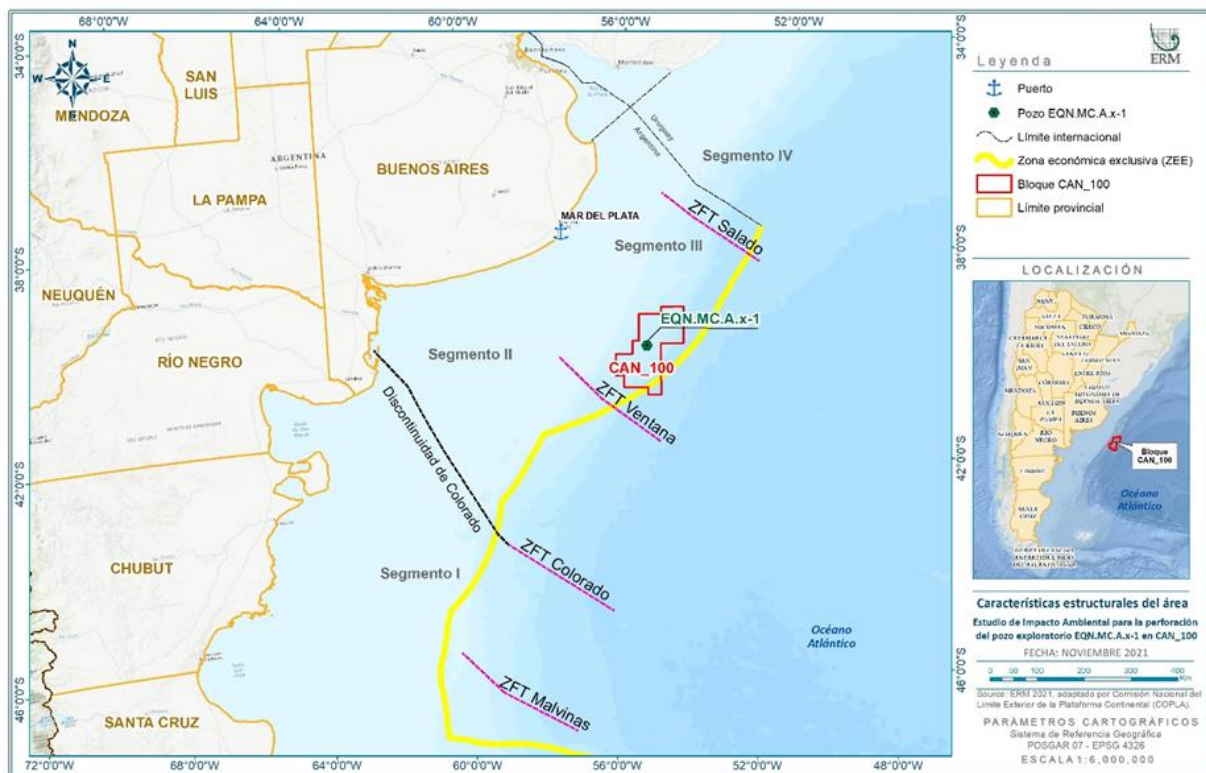 68°0'0"W
64°0'0"W
60°0'0"W
56°0'0"W
52°0'0"W
34°0'0"S
34°0'0"S
38°0'0"S
38°0'0"S
42°0'0"S
42°0'0"S
46°0'0"S
46°0'0"S
72°0'0"W
68°0'0"W
64°0'0"W
60°0'0"W
56°0'0"W
52°0'0"W
48°0'0"W
N
W
E
S
SAN
LUIS
MENDOZA
ARGENTINA
LA PAMPA
BUENOS AIRES
NEUQUÉN
RÍO NEGRO
CHUBUT
SANTA CRUZ
Montevideo
Uruguay
Argentina
MAR DEL PLATA
Segmento IV
ZFT Salado
Segmento III
EQN.MC.A.x-1
CAN_100
Segmento II
ZFT Ventana
Discontinuidad de Colorado
ZFT Colorado
Segmento I
ZFT Malvinas
Océano
Atlántico
ERM
Leyenda
Puerto
Pozo EQN.MC.A.x-1
Límite internacional
Zona económica exclusiva (ZEE)
Bloque CAN_100
Límite provincial
LOCALIZACIÓN
Bloque
CAN_100
Océano
Atlántico
Características estructurales del área
Estudio de Impacto Ambiental para la perforación
del pozo exploratorio EQN.MC.A.x-1 en CAN_100
FECHA: NOVIEMBRE 2021
0 50 100 200 300 400
Km
Source: ERM 2021, adaptada por Comisión Nacional del
Límite Exterior de la Plataforma Continental (COPLA).
PARÁMETROS CARTOGRÁFICOS
Sistema de Referencia Geográfica
POSGAR 07 - EPSG 4326
ESCALA 1:6,000,000